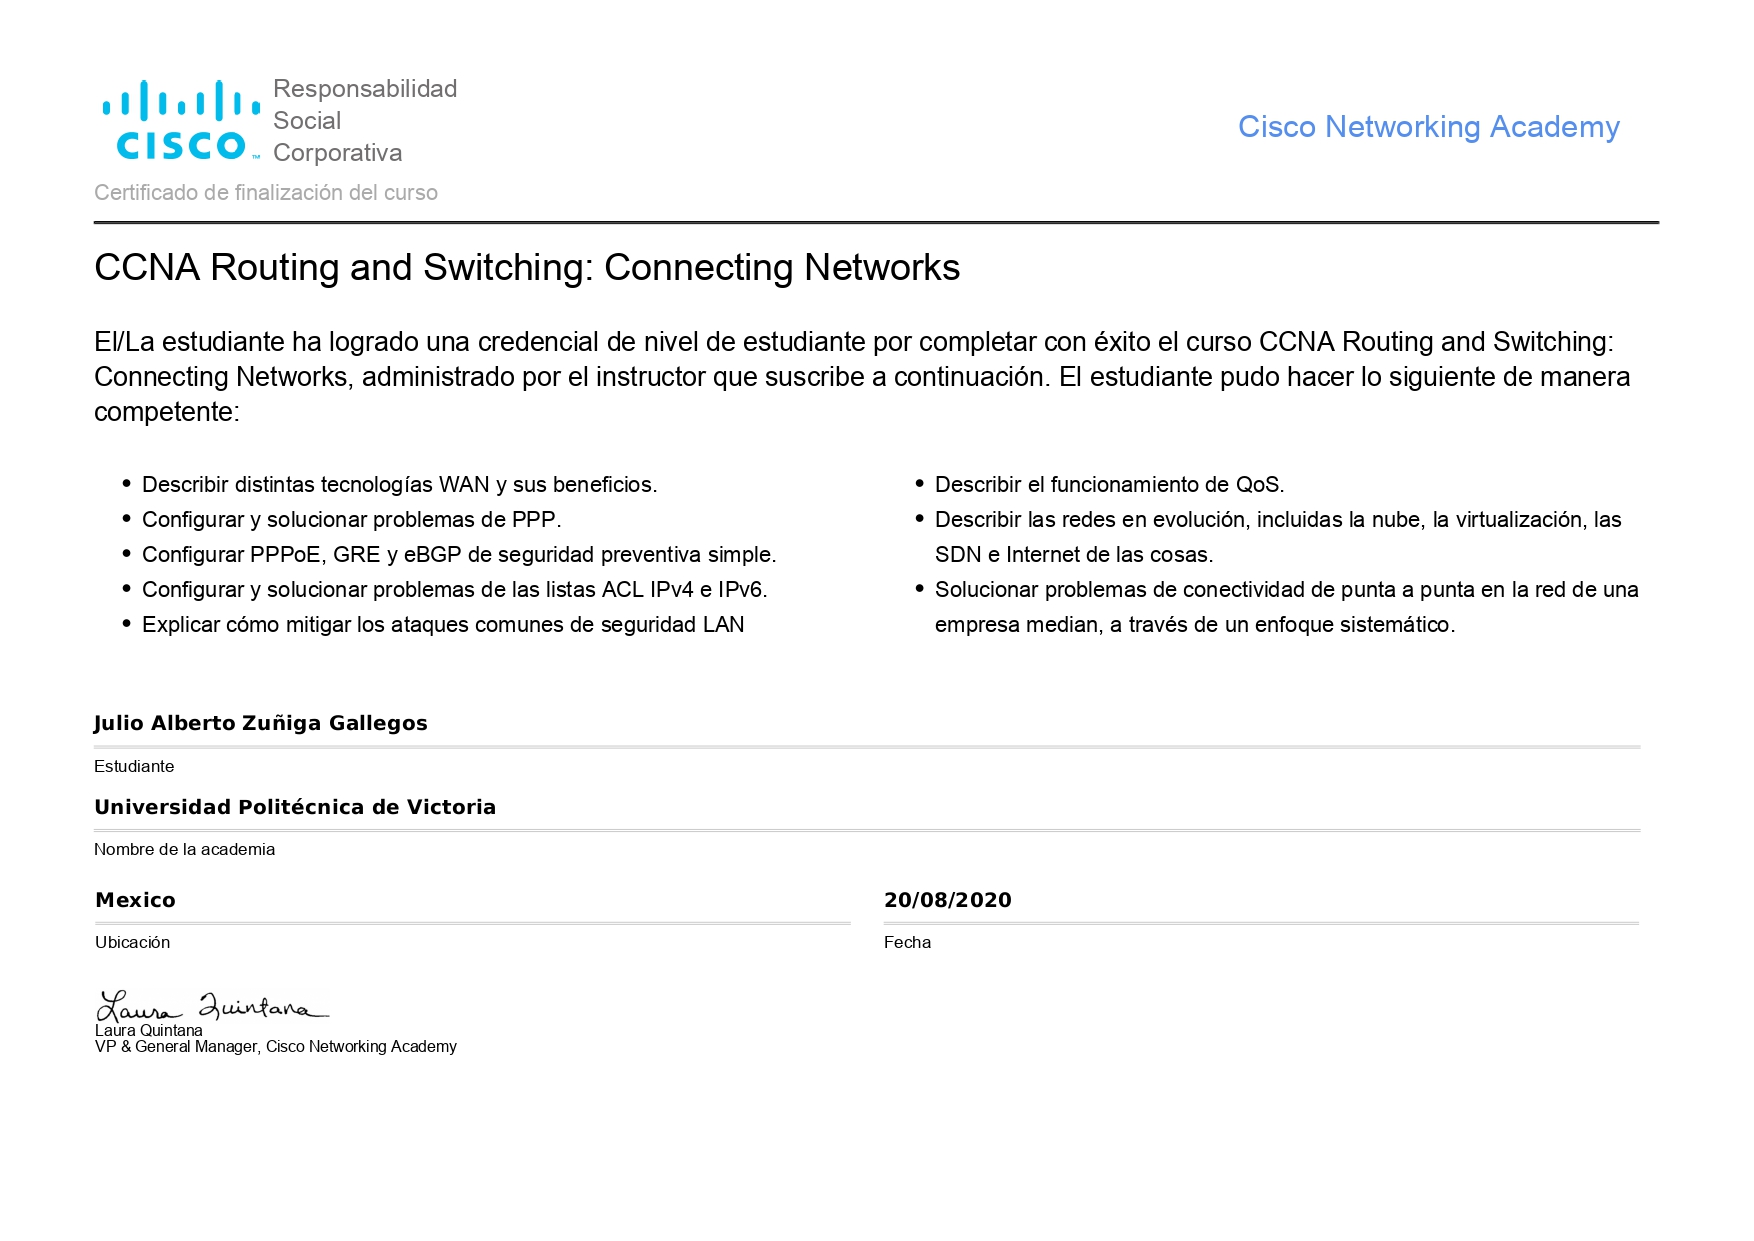 Responsabilidad
Social
Corporativa
CISCO™
Cisco Networking Academy
Certificado de finalización del curso
CCNA Routing and Switching: Connecting Networks
El/La estudiante ha logrado una credencial de nivel de estudiante por completar con éxito el curso CCNA Routing and Switching:
Connecting Networks, administrado por el instructor que suscribe a continuación. El estudiante pudo hacer lo siguiente de manera
competente:
• Describir distintas tecnologías WAN y sus beneficios.
• Configurar y solucionar problemas de PPP.
• Configurar PPPoE, GRE y eBGP de seguridad preventiva simple.
• Configurar y solucionar problemas de las listas ACL IPv4 e IPv6.
• Explicar cómo mitigar los ataques comunes de seguridad LAN
• Describir el funcionamiento de QoS.
• Describir las redes en evolución, incluidas la nube, la virtualización, las
SDN e Internet de las cosas.
• Solucionar problemas de conectividad de punta a punta en la red de una
empresa median, a través de un enfoque sistemático.
Julio Alberto Zuñiga Gallegos
Estudiante
Universidad Politécnica de Victoria
Nombre de la academia
Mexico
Ubicación
20/08/2020
Fecha
Laura Quintana
Laura Quintana
VP & General Manager, Cisco Networking Academy